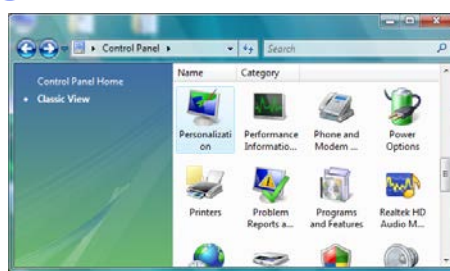 Control Panel
Search
Control Panel Home
Classic View
Name Category
Personalizati
on
Performance
Informatio...
Phone and
Modem ...
Power
Options
Printers
Problem
Reports a...
Programs
and Features
Realtek HD
Audio M...